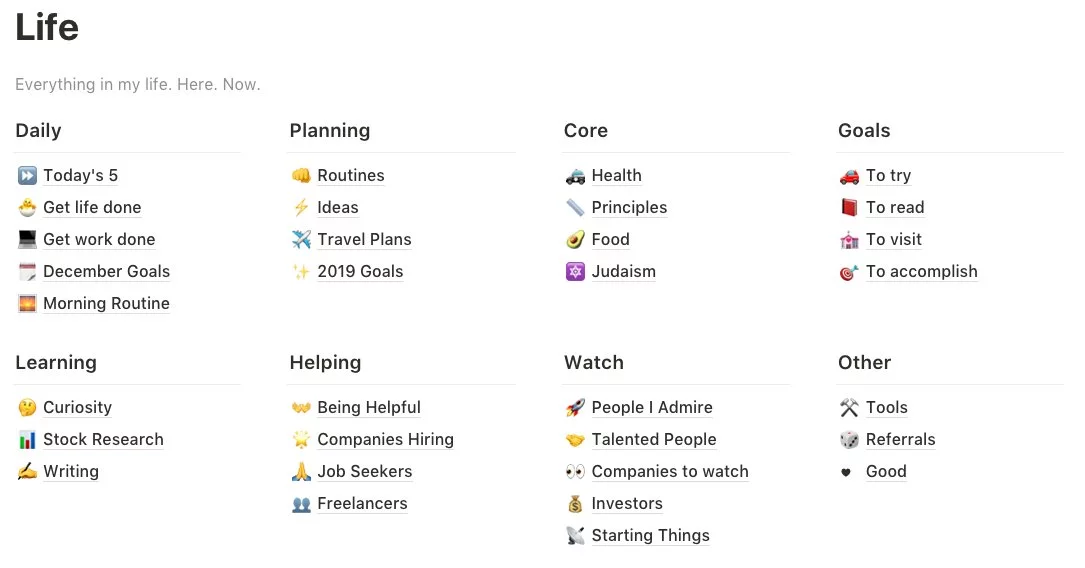 Life
Everything in my life. Here. Now.
Daily
Today's 5
Get life done
Get work done
December Goals
Morning Routine
Planning
Routines
Ideas
Travel Plans
2019 Goals
Core
Health
Principles
Food
Judaism
Goals
To try
To read
To visit
To accomplish
Learning
Curiosity
Stock Research
Writing
Helping
Being Helpful
Companies Hiring
Job Seekers
Freelancers
Watch
People I Admire
Talented People
Companies to watch
Investors
Starting Things
Other
Tools
Referrals
Good